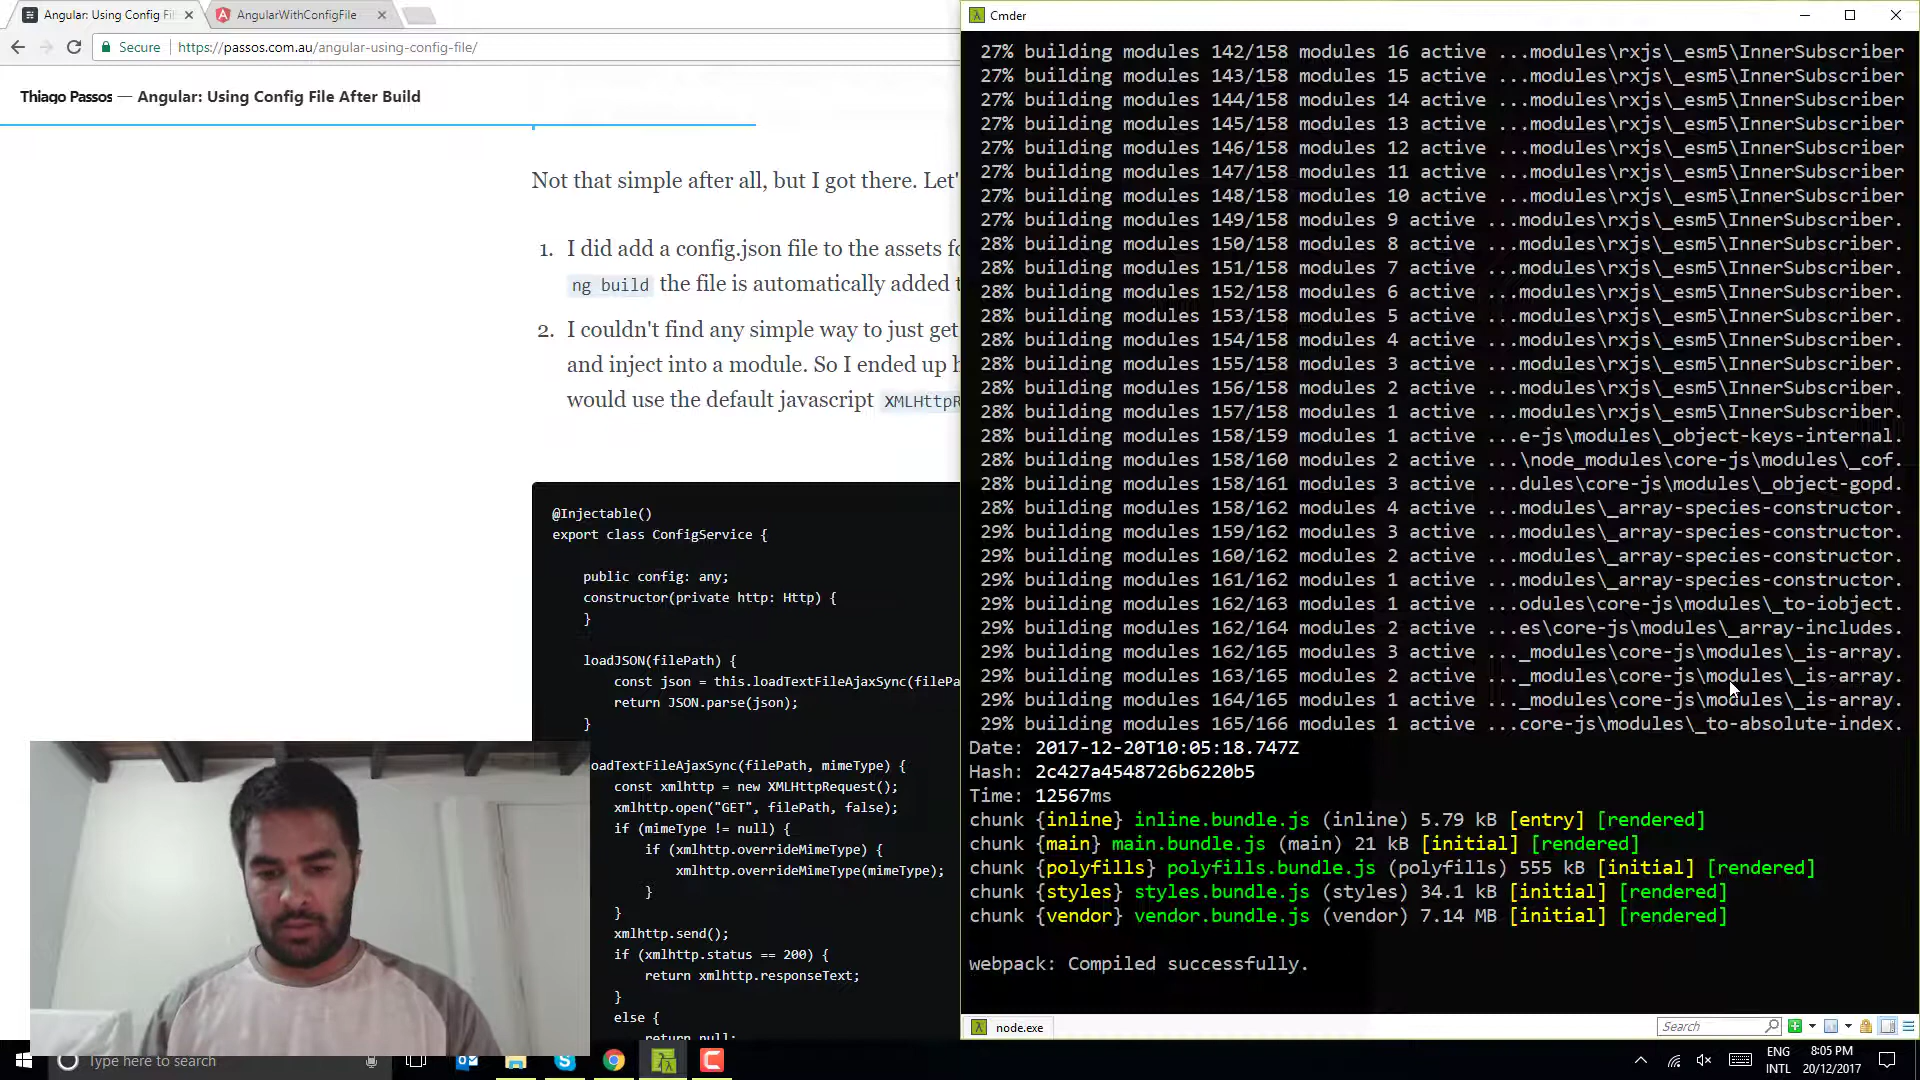 Angular: Using Config Fi
AngularWithConfigFile
Secure
https://passos.com.au/angular-using-config-file/
Thiago Passos — Angular: Using Config File After Build
Not that simple after all, but I got there. Let'
1. I did add a config.json file to the assets fo
ng build the file is automatically added t
2. I couldn't find any simple way to just get
and inject into a module. So I ended up h
would use the default javascript XMLHttpR
@Injectable()
export class ConfigService {
public config: any;
constructor(private http: Http) {
}
loadJSON(filePath) {
const json = this.loadTextFileAjaxSync(filePa
return JSON.parse(json);
}
oadTextFileAjaxSync(filePath, mimeType) {
const xmlhttp = new XMLHttpRequest();
xmlhttp.open("GET", filePath, false);
if (mimeType != null) {
if (xmlhttp.overrideMimeType) {
xmlhttp.overrideMimeType(mimeType);
}
}
xmlhttp.send();
if (xmlhttp.status == 200) {
return xmlhttp.responseText;
}
else {
return null;
Cmder
27% building modules 142/158 modules 16 active ...modules\rxjs\_esm5\InnerSubscriber
27% building modules 143/158 modules 15 active ...modules\rxjs\_esm5\InnerSubscriber
27% building modules 144/158 modules 14 active ...modules\rxjs\_esm5\InnerSubscriber
27% building modules 145/158 modules 13 active ...modules\rxjs\_esm5\InnerSubscriber
27% building modules 146/158 modules 12 active ...modules\rxjs\_esm5\InnerSubscriber
27% building modules 147/158 modules 11 active ...modules\rxjs\_esm5\InnerSubscriber
27% building modules 148/158 modules 10 active ...modules\rxjs\_esm5\InnerSubscriber
27% building modules 149/158 modules 9 active ...modules\rxjs\_esm5\InnerSubscriber.
28% building modules 150/158 modules 8 active ...modules\rxjs\_esm5\InnerSubscriber.
28% building modules 151/158 modules 7 active ...modules\rxjs\_esm5\InnerSubscriber.
28% building modules 152/158 modules 6 active ...modules\rxjs\_esm5\InnerSubscriber.
28% building modules 153/158 modules 5 active ...modules\rxjs\_esm5\InnerSubscriber.
28% building modules 154/158 modules 4 active ...modules\rxjs\_esm5\InnerSubscriber.
28% building modules 155/158 modules 3 active ...modules\rxjs\_esm5\InnerSubscriber.
28% building modules 156/158 modules 2 active ...modules\rxjs\_esm5\InnerSubscriber.
28% building modules 157/158 modules 1 active ...modules\rxjs\_esm5\InnerSubscriber.
28% building modules 158/159 modules 1 active ...e-js\modules\_object-keys-internal.
28% building modules 158/160 modules 2 active ...\node_modules\core-js\modules\_cof.
28% building modules 158/161 modules 3 active ...dules\core-js\modules\_object-gopd.
28% building modules 158/162 modules 4 active ...modules\_array-species-constructor.
29% building modules 159/162 modules 3 active ...modules\_array-species-constructor.
29% building modules 160/162 modules 2 active ...modules\_array-species-constructor.
29% building modules 161/162 modules 1 active ...modules\_array-species-constructor.
29% building modules 162/163 modules 1 active ...odules\core-js\modules\_to-iobject.
29% building modules 162/164 modules 2 active ...es\core-js\modules\_array-includes.
29% building modules 162/165 modules 3 active ..._modules\core-js\modules\_is-array.
29% building modules 163/165 modules 2 active ..._modules\core-js\modules\_is-array.
29% building modules 164/165 modules 1 active ..._modules\core-js\modules\_is-array.
29% building modules 165/166 modules 1 active ...core-js\modules\_to-absolute-index.
Date: 2017-12-20T10:05:18.747Z
Hash: 2c427a4548726b6220b5
Time: 12567ms
chunk {inline} inline.bundle.js (inline) 5.79 kB [entry] [rendered]
chunk {main} main.bundle.js (main) 21 kB [initial] [rendered]
chunk {polyfills} polyfills.bundle.js (polyfills) 555 kB [initial] [rendered]
chunk {styles} styles.bundle.js (styles) 34.1 kB [initial] [rendered]
chunk {vendor} vendor.bundle.js (vendor) 7.14 MB [initial] [rendered]
webpack: Compiled successfully.
node.exe
Search
Type here to search
ENG
INTL
8:05 PM
20/12/2017